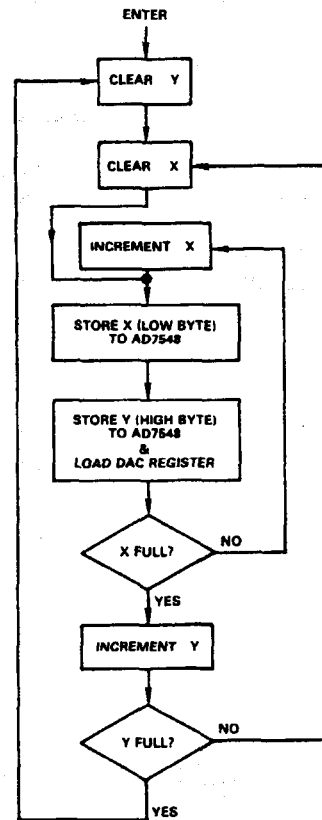 ENTER
CLEAR Y
CLEAR X
INCREMENT X
STORE X (LOW BYTE)
TO AD7548
STORE Y (HIGH BYTE)
TO AD7548
&
LOAD DAC REGISTER
X FULL?
NO
YES
INCREMENT Y
Y FULL?
NO
YES